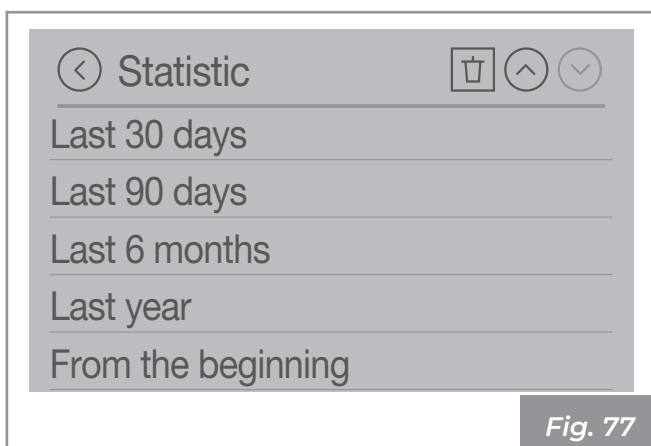 Statistic
Last 30 days
Last 90 days
Last 6 months
Last year
From the beginning
Fig. 77